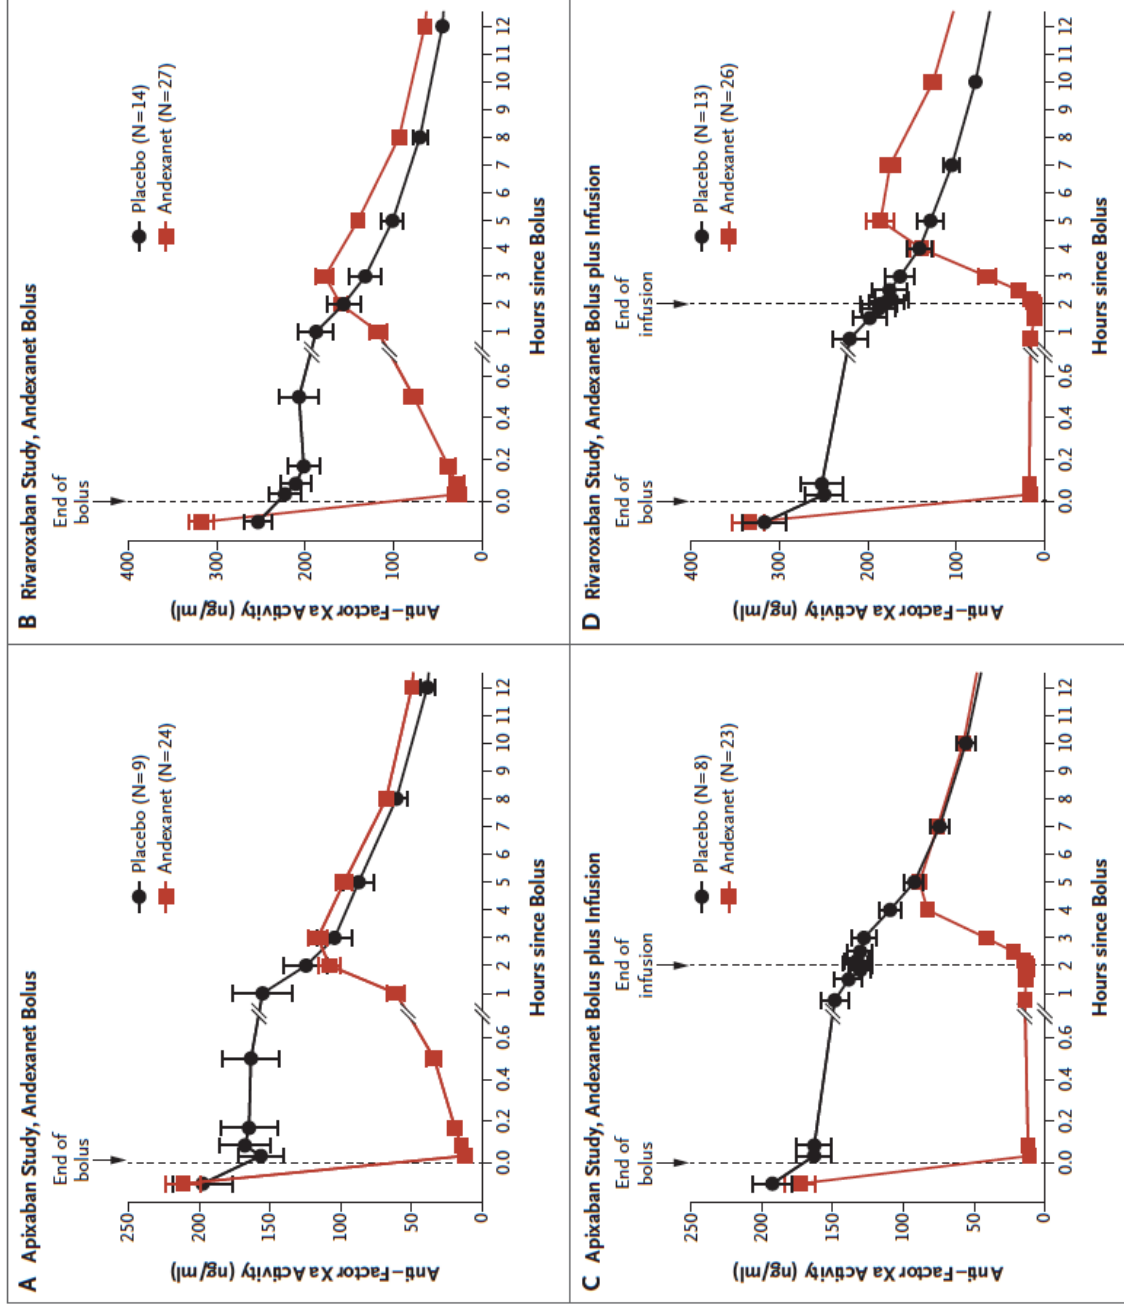 A Apixaban Study, Andexanet Bolus
End of
bolus
Placebo (N=9)
Andexanet (N=24)
Anti–Factor Xa Activity (ng/ml)
250
200
150
100
50
0
0.0 0.2 0.4 0.6 1 2 3 4 5 6 7 8 9 10 11 12
Hours since Bolus
B Rivaroxaban Study, Andexanet Bolus
End of
bolus
Placebo (N=14)
Andexanet (N=27)
Anti–Factor Xa Activity (ng/ml)
400
300
200
100
0
0.0 0.2 0.4 0.6 1 2 3 4 5 6 7 8 9 10 11 12
Hours since Bolus
C Apixaban Study, Andexanet Bolus plus Infusion
End of
bolus
End of
infusion
Placebo (N=8)
Andexanet (N=23)
Anti–Factor Xa Activity (ng/ml)
250
200
150
100
50
0
0.0 0.2 0.4 0.6 1 2 3 4 5 6 7 8 9 10 11 12
Hours since Bolus
D Rivaroxaban Study, Andexanet Bolus plus Infusion
End of
bolus
End of
infusion
Placebo (N=13)
Andexanet (N=26)
Anti–Factor Xa Activity (ng/ml)
400
300
200
100
0
0.0 0.2 0.4 0.6 1 2 3 4 5 6 7 8 9 10 11 12
Hours since Bolus